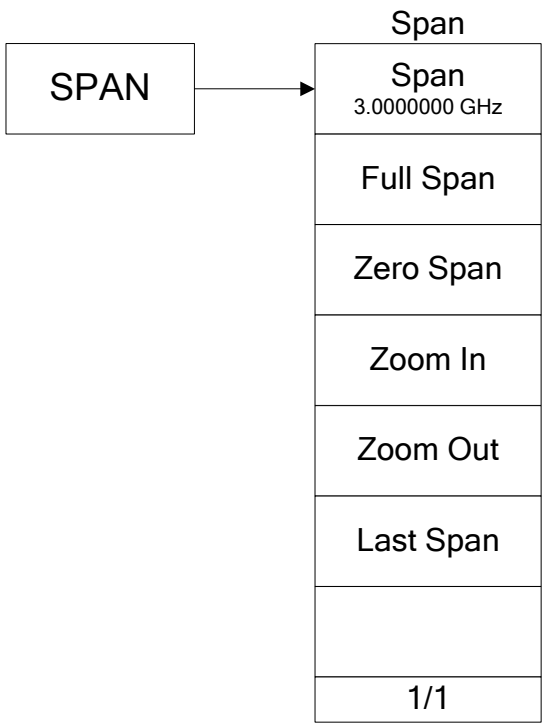 Span
SPAN
Span
3.0000000 GHz
Full Span
Zero Span
Zoom In
Zoom Out
Last Span
1/1